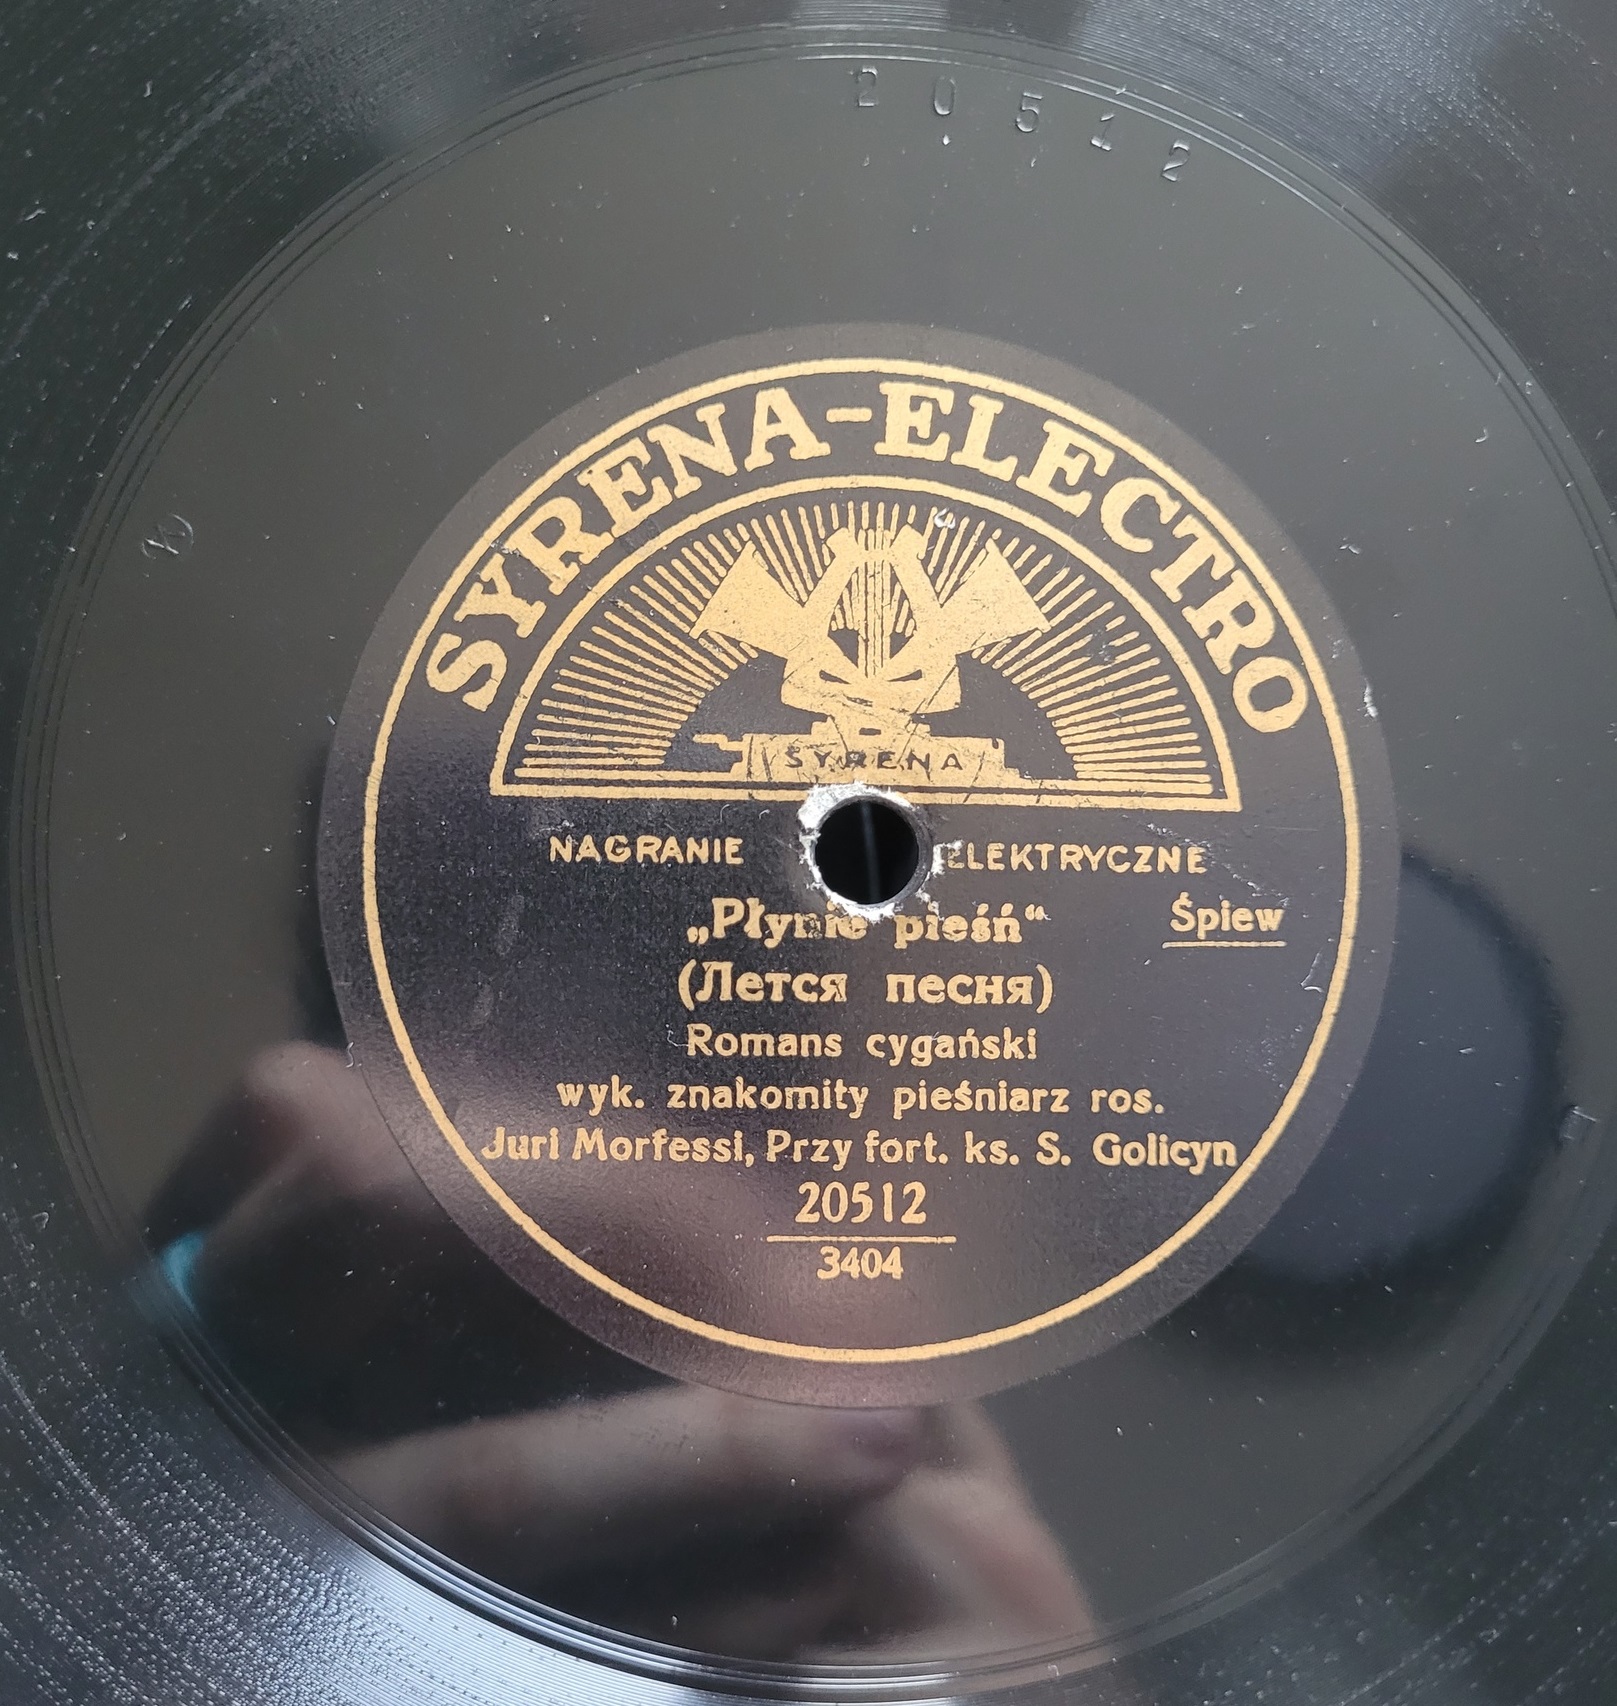 20512
SYRENA-ELECTRO
SYRENA
NAGRANIE ELEKTRYCZNE
„Płynie pieśń“ Śpiew
(Лется песня)
Romans cygański
wyk. znakomity pieśniarz ros.
Juri Morfessi, Przy fort. ks. S. Golicyn
20512
3404